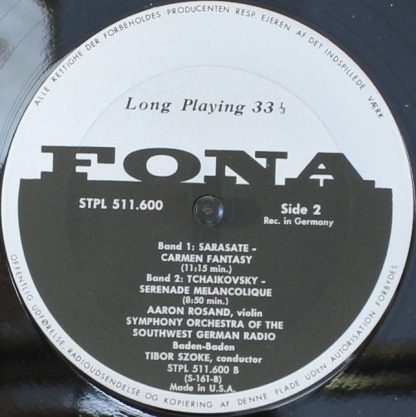 ALLE RETTIGHEDER FORBEHOLDES PRODUCENTEN RESP EJEREN AF DET INDSPILLEDE VÆRK
Long Playing 33 1/3
FONA
STPL 511.600
Side 2
Rec. in Germany
Band 1: SARASATE -
CARMEN FANTASY
(11:15 min.)
Band 2: TCHAIKOVSKY -
SERENADE MELANCOLIQUE
(8:50 min.)
AARON ROSAND, violin
SYMPHONY ORCHESTRA OF THE
SOUTHWEST GERMAN RADIO
Baden-Baden
TIBOR SZOKE, conductor
STPL 511.600 B
(S-161-B)
Made in U.S.A.
OFFENTLIG UDFØRELSE, RADIOUDSENDELSE OG KOPIERING AF DENNE PLADE UDEN AUTORISATION FORBYDES